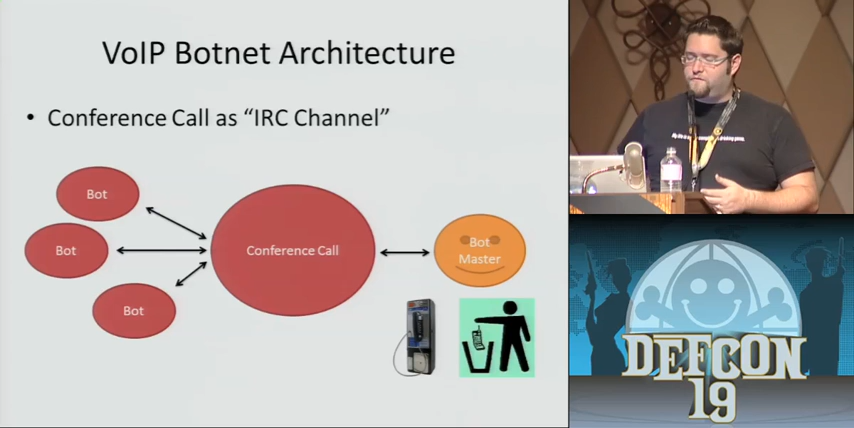 VoIP Botnet Architecture
• Conference Call as “IRC Channel”
Bot
Bot
Bot
Conference Call
Bot
Master
DEFCON
19